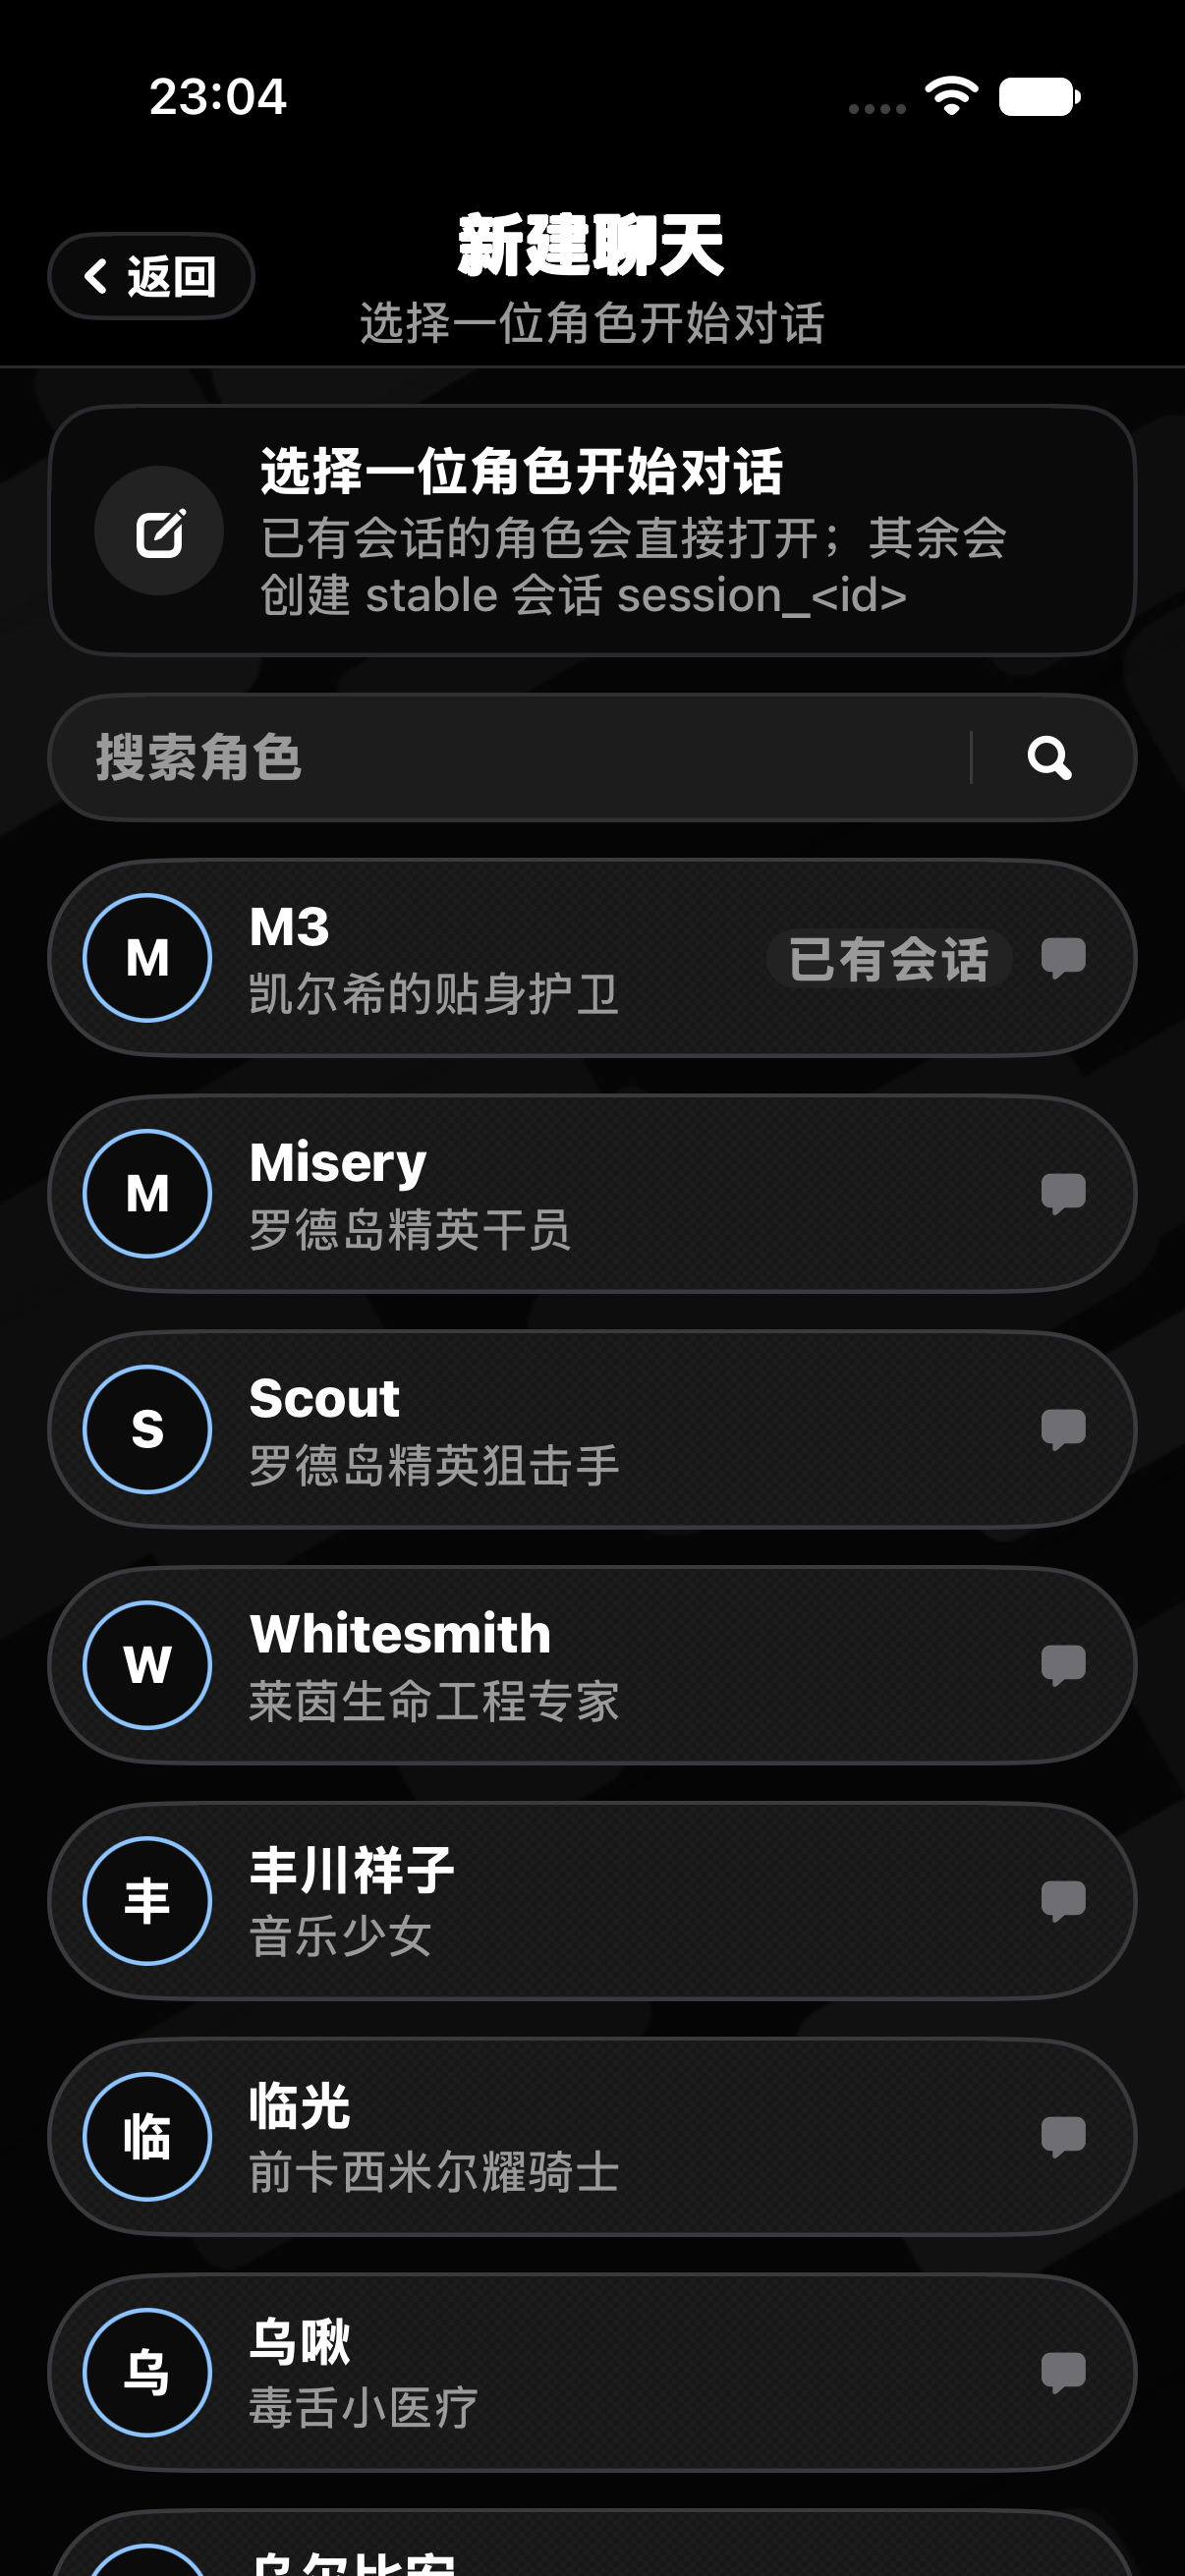 23:04
返回
新建聊天
选择一位角色开始对话
选择一位角色开始对话
已有会话的角色会直接打开；其余会
创建 stable 会话 session_<id>
搜索角色
M
M3
凯尔希的贴身护卫
已有会话
M
Misery
罗德岛精英干员
S
Scout
罗德岛精英狙击手
W
Whitesmith
莱茵生命工程专家
丰
丰川祥子
音乐少女
临
临光
前卡西米尔耀骑士
乌
乌啾
毒舌小医疗
乌尔比安